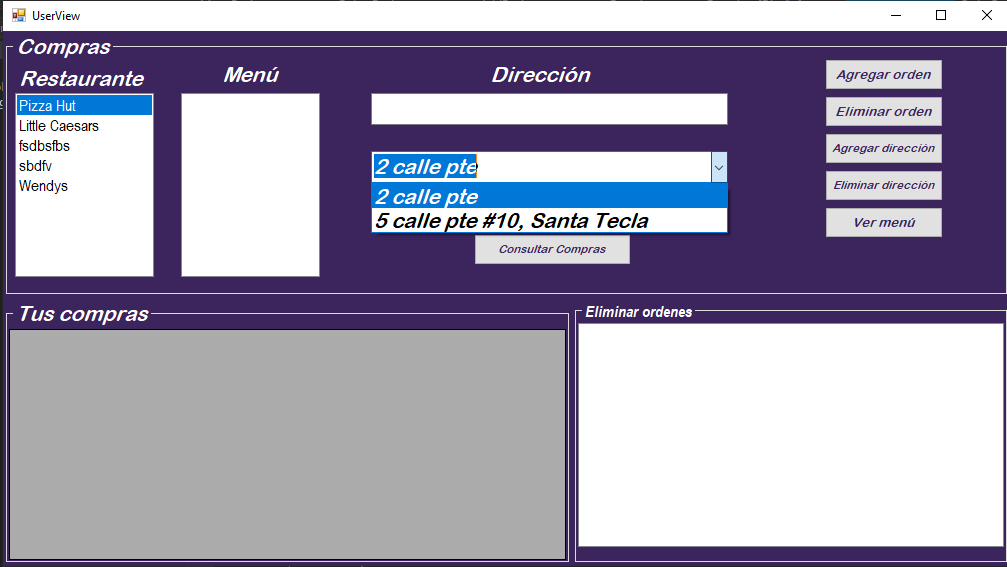 UserView
Compras
Restaurante
Menú
Dirección
Pizza Hut
Little Caesars
fsdbsfbs
sbdfv
Wendys
2 calle pte
2 calle pte
5 calle pte #10, Santa Tecla
Consultar Compras
Agregar orden
Eliminar orden
Agregar dirección
Eliminar dirección
Ver menú
Tus compras
Eliminar ordenes